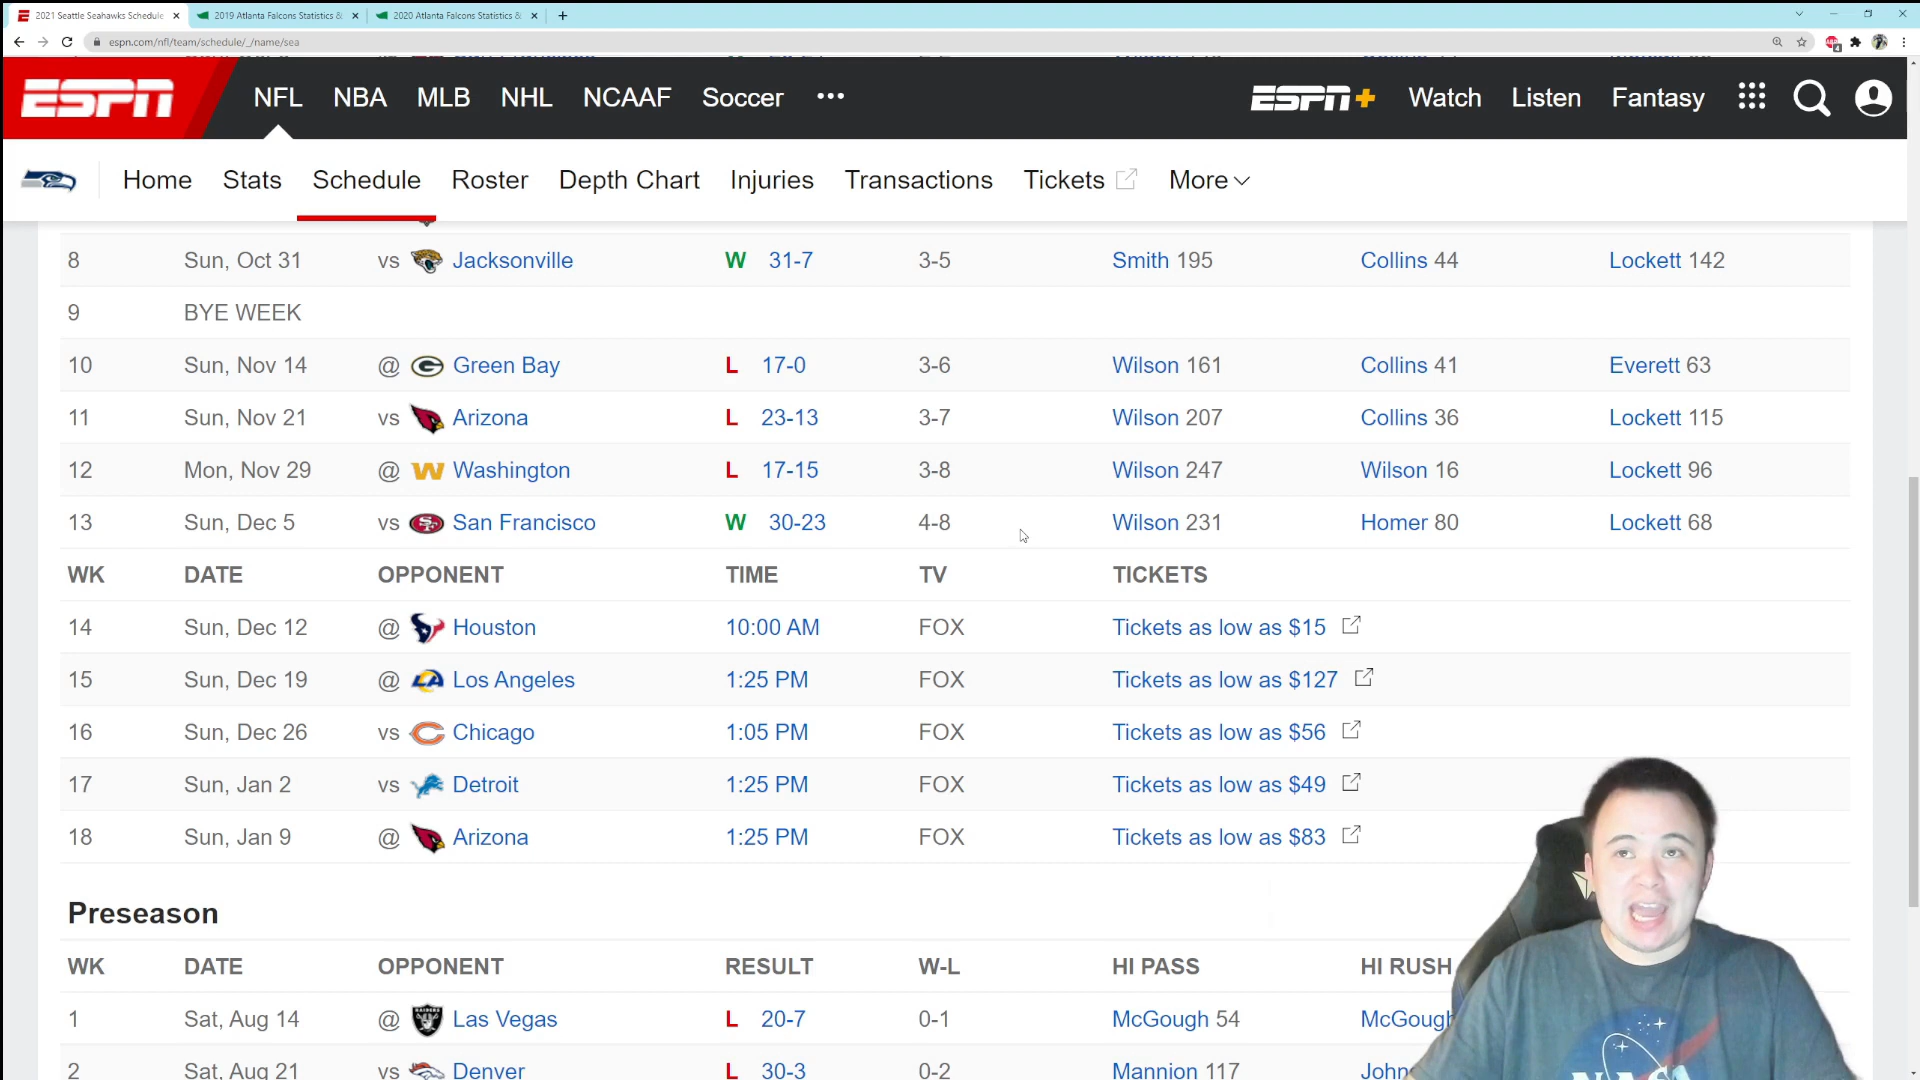 2021 Seattle Seahawks Schedule
2019 Atlanta Falcons Statistics &
2020 Atlanta Falcons Statistics &
espn.com/nfl/team/schedule/_/name/sea
ESPN NFL NBA MLB NHL NCAAF Soccer ESPN+ Watch Listen Fantasy
Home Stats Schedule Roster Depth Chart Injuries Transactions Tickets More
8 Sun, Oct 31 vs Jacksonville W 31-7 3-5 Smith 195 Collins 44 Lockett 142
9 BYE WEEK
10 Sun, Nov 14 @ Green Bay L 17-0 3-6 Wilson 161 Collins 41 Everett 63
11 Sun, Nov 21 vs Arizona L 23-13 3-7 Wilson 207 Collins 36 Lockett 115
12 Mon, Nov 29 @ Washington L 17-15 3-8 Wilson 247 Wilson 16 Lockett 96
13 Sun, Dec 5 vs San Francisco W 30-23 4-8 Wilson 231 Homer 80 Lockett 68
WK DATE OPPONENT TIME TV TICKETS
14 Sun, Dec 12 @ Houston 10:00 AM FOX Tickets as low as $15
15 Sun, Dec 19 @ Los Angeles 1:25 PM FOX Tickets as low as $127
16 Sun, Dec 26 vs Chicago 1:05 PM FOX Tickets as low as $56
17 Sun, Jan 2 vs Detroit 1:25 PM FOX Tickets as low as $49
18 Sun, Jan 9 @ Arizona 1:25 PM FOX Tickets as low as $83
Preseason
WK DATE OPPONENT RESULT W-L HI PASS HI RUSH
1 Sat, Aug 14 @ Las Vegas L 20-7 0-1 McGough 54 McGough
2 Sat, Aug 21 vs Denver L 30-3 0-2 Mannion 117 Johns
NASA